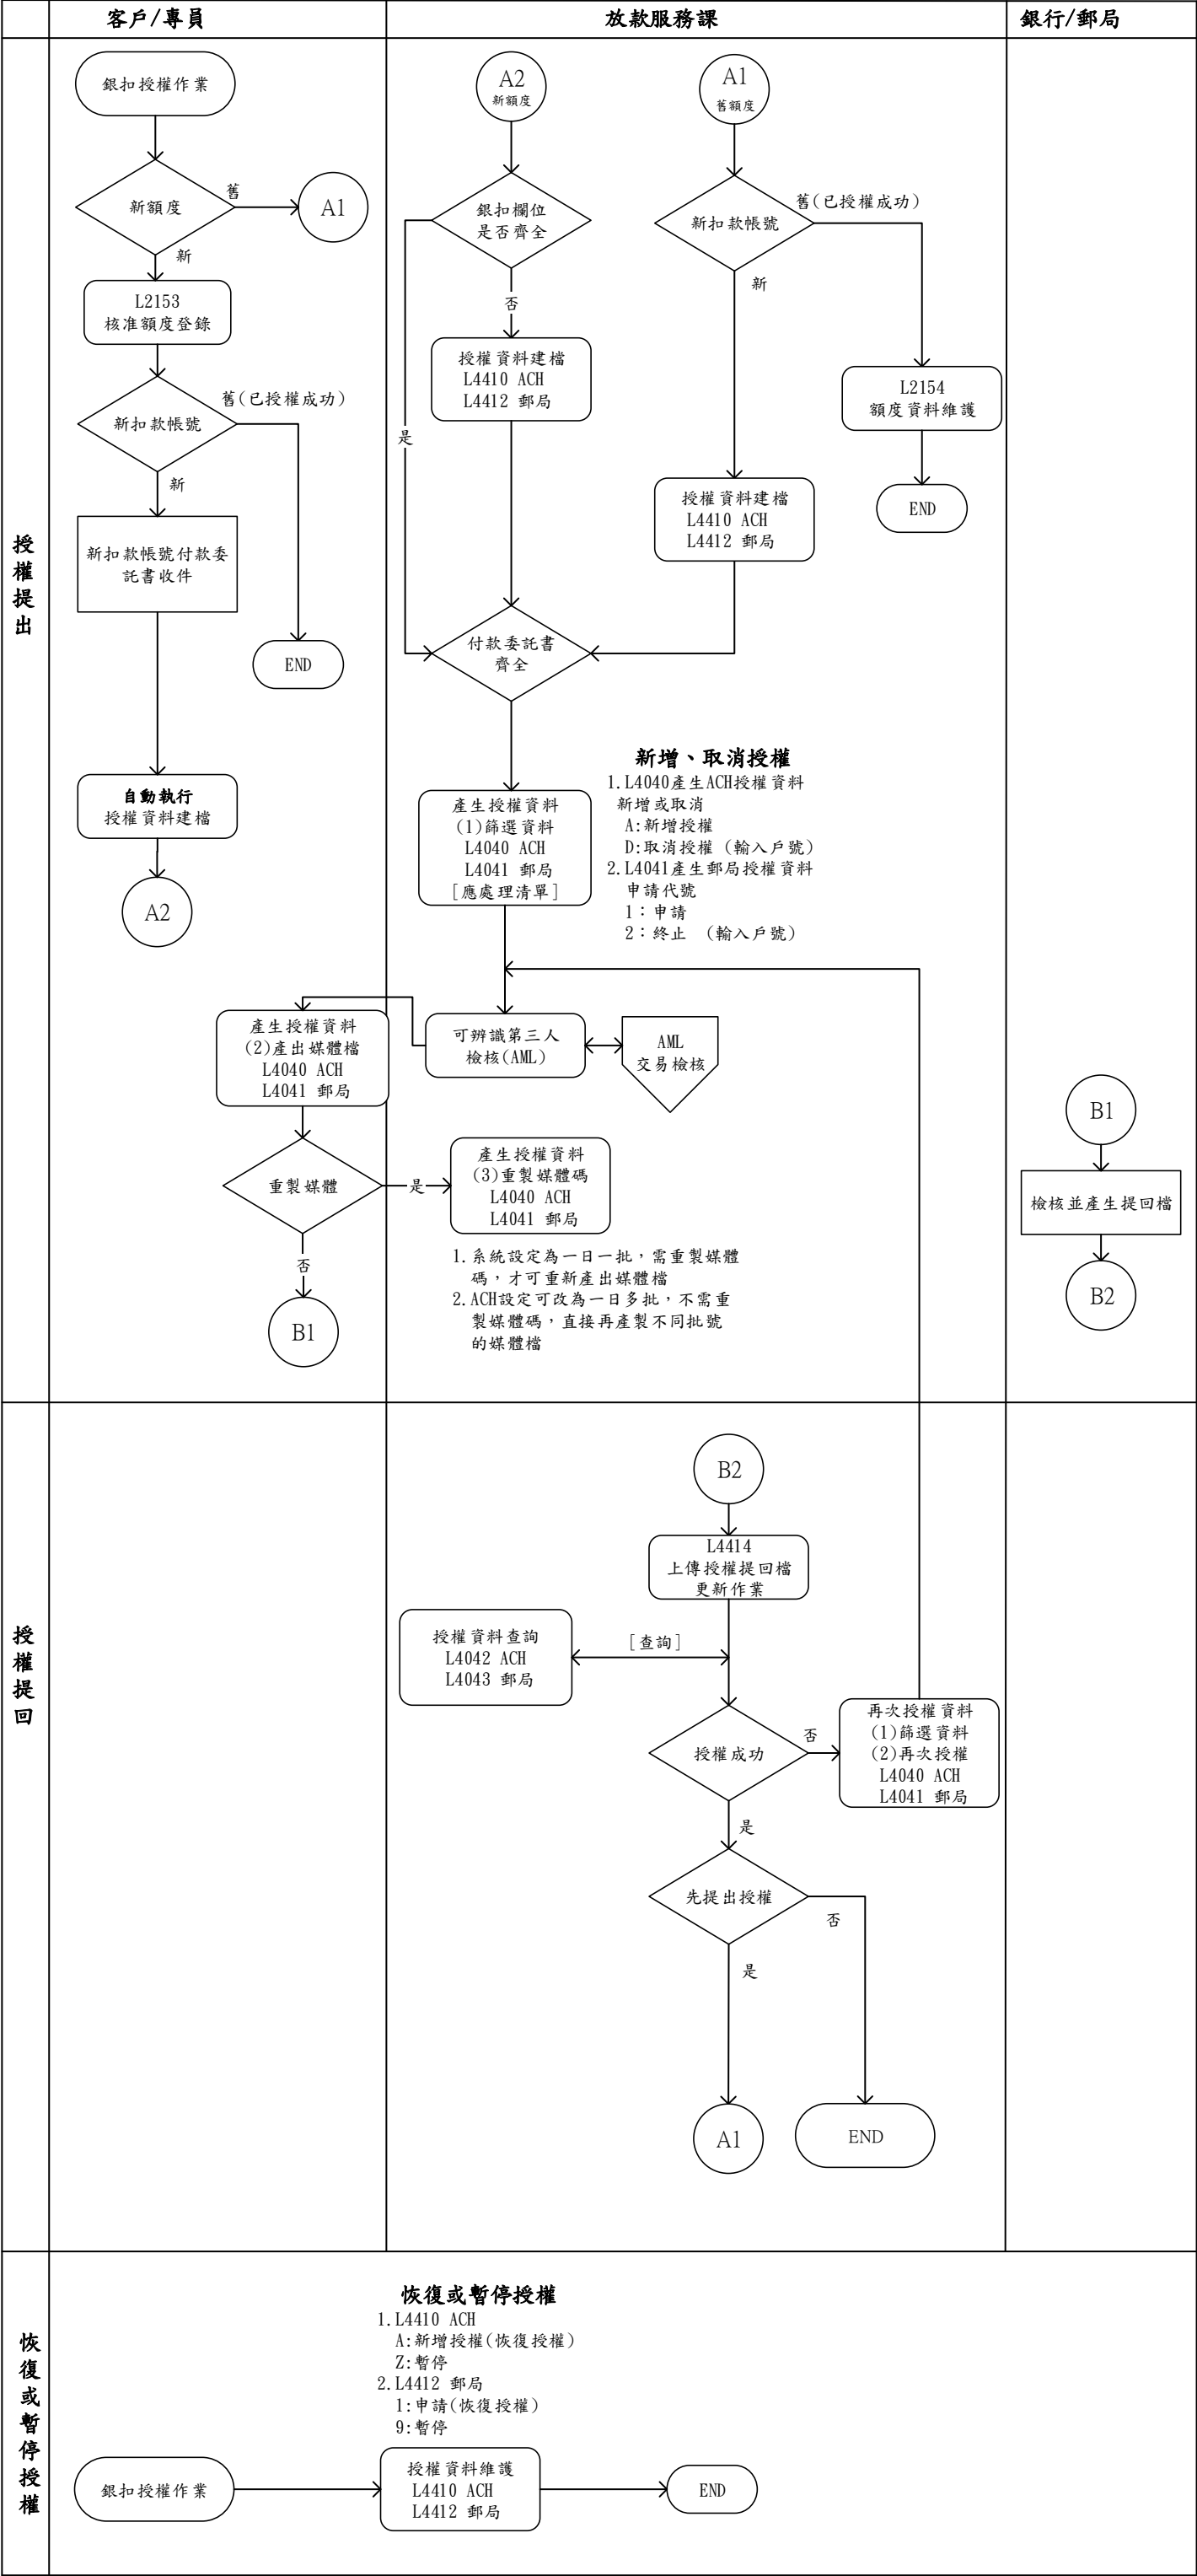 客戶/專員
放款服務課
銀行/郵局
授權提出
銀扣授權作業
新額度
舊
A1
新
L2153
核准額度登錄
新扣款帳號
舊(已授權成功)
新
新扣款帳號付款委
託書收件
END
自動執行
授權資料建檔
A2
A2
新額度
銀扣欄位
是否齊全
否
是
授權資料建檔
L4410 ACH
L4412 郵局
A1
舊額度
新扣款帳號
舊(已授權成功)
新
L2154
額度資料維護
END
授權資料建檔
L4410 ACH
L4412 郵局
付款委託書
齊全
產生授權資料
(1)篩選資料
L4040 ACH
L4041 郵局
[應處理清單]
新增、取消授權
1.L4040產生ACH授權資料
新增或取消
A:新增授權
D:取消授權（輸入戶號）
2.L4041產生郵局授權資料
申請代號
1：申請
2：終止 （輸入戶號）
可辨識第三人
檢核(AML)
AML
交易檢核
產生授權資料
(2)產出媒體檔
L4040 ACH
L4041 郵局
重製媒體
是
否
產生授權資料
(3)重製媒體碼
L4040 ACH
L4041 郵局
B1
1.系統設定為一日一批，需重製媒體
碼，才可重新產出媒體檔
2.ACH設定可改為一日多批，不需重
製媒體碼，直接再產製不同批號
的媒體檔
B1
檢核並產生提回檔
B2
授權提回
B2
L4414
上傳授權提回檔
更新作業
授權資料查詢
L4042 ACH
L4043 郵局
[查詢]
授權成功
否
再次授權資料
(1)篩選資料
(2)再次授權
L4040 ACH
L4041 郵局
是
先提出授權
否
是
A1
END
恢復或暫停授權
恢復或暫停授權
1.L4410 ACH
A:新增授權(恢復授權)
Z:暫停
2.L4412 郵局
1:申請(恢復授權)
9:暫停
銀扣授權作業
授權資料維護
L4410 ACH
L4412 郵局
END